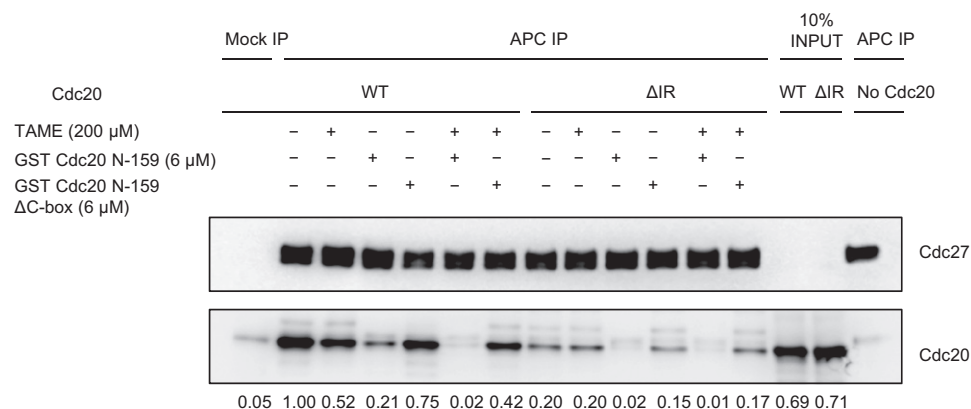 Mock IP APC IP 10% INPUT APC IP
Cdc20 WT ΔIR WT ΔIR No Cdc20
TAME (200 µM) – + – – + + – + – – + +
GST Cdc20 N-159 (6 µM) – – + – + – – – + – + –
GST Cdc20 N-159
ΔC-box (6 µM) – – – + – + – – – + – +
Cdc27
Cdc20
0.05 1.00 0.52 0.21 0.75 0.02 0.42 0.20 0.20 0.02 0.15 0.01 0.17 0.69 0.71